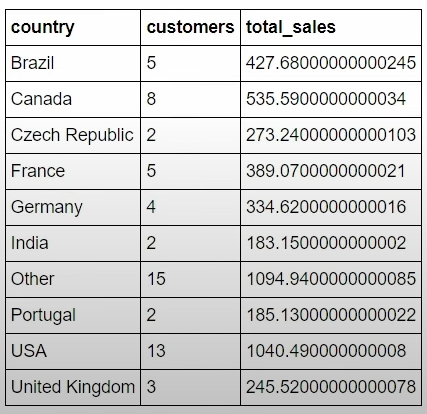 country customers total_sales
Brazil 5 427.68000000000245
Canada 8 535.5900000000034
Czech Republic 2 273.24000000000103
France 5 389.0700000000021
Germany 4 334.6200000000016
India 2 183.1500000000002
Other 15 1094.9400000000085
Portugal 2 185.13000000000022
USA 13 1040.490000000008
United Kingdom 3 245.52000000000078